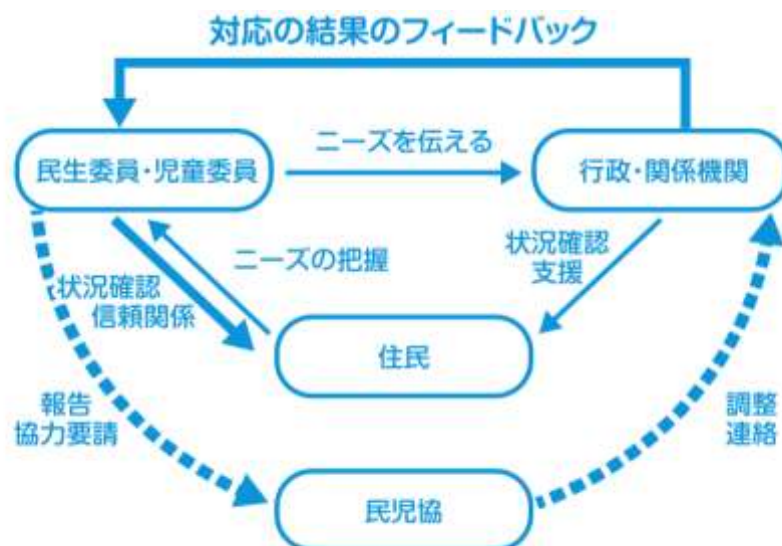 対応の結果のフィードバック
民生委員・児童委員
ニーズを伝える
行政・関係機関
ニーズの把握
状況確認
支援
状況確認
信頼関係
住民
報告
協力要請
調整
連絡
民児協